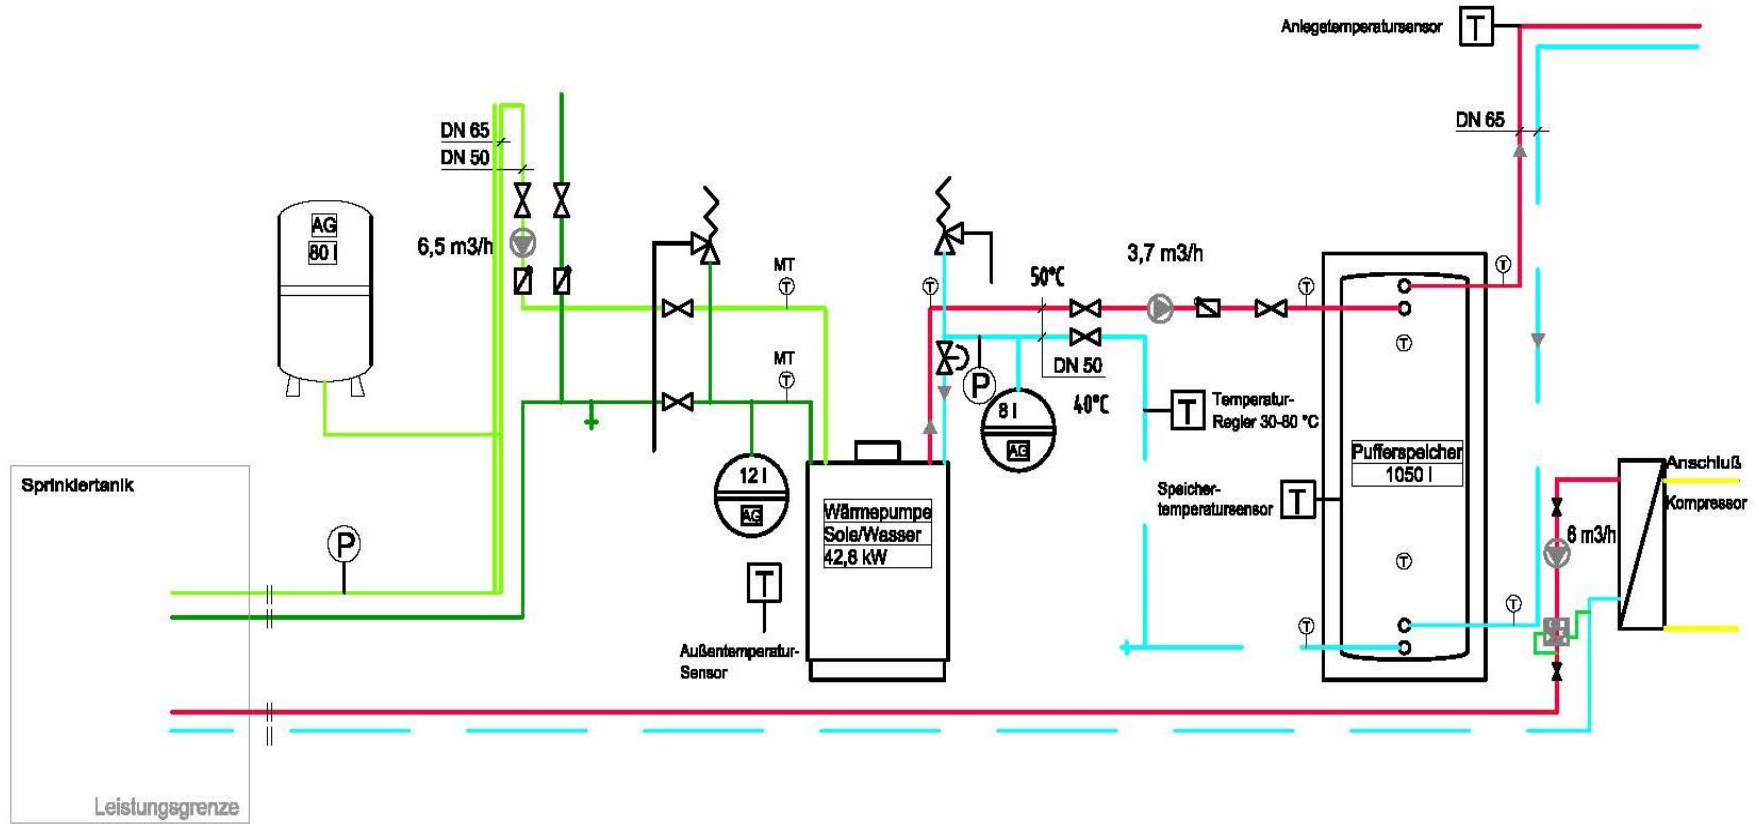 Anlegetemperatursensor
T
DN 65
DN 50
DN 65
AG
80 l
6,5 m3/h
MT
T
T
50°C
3,7 m3/h
T
T
T
MT
T
P
DN 50
8 l
AG
40°C
T
Temperatur-
Regler 30-80 °C
Pufferspeicher
1050 l
Sprinklertank
12 l
AG
Wärmepumpe
Sole/Wasser
42,8 kW
Speicher-
temperatursensor
T
Anschluß
Kompressor
P
T
6 m3/h
T
T
T
Außentemperatur-
Sensor
Leistungsgrenze